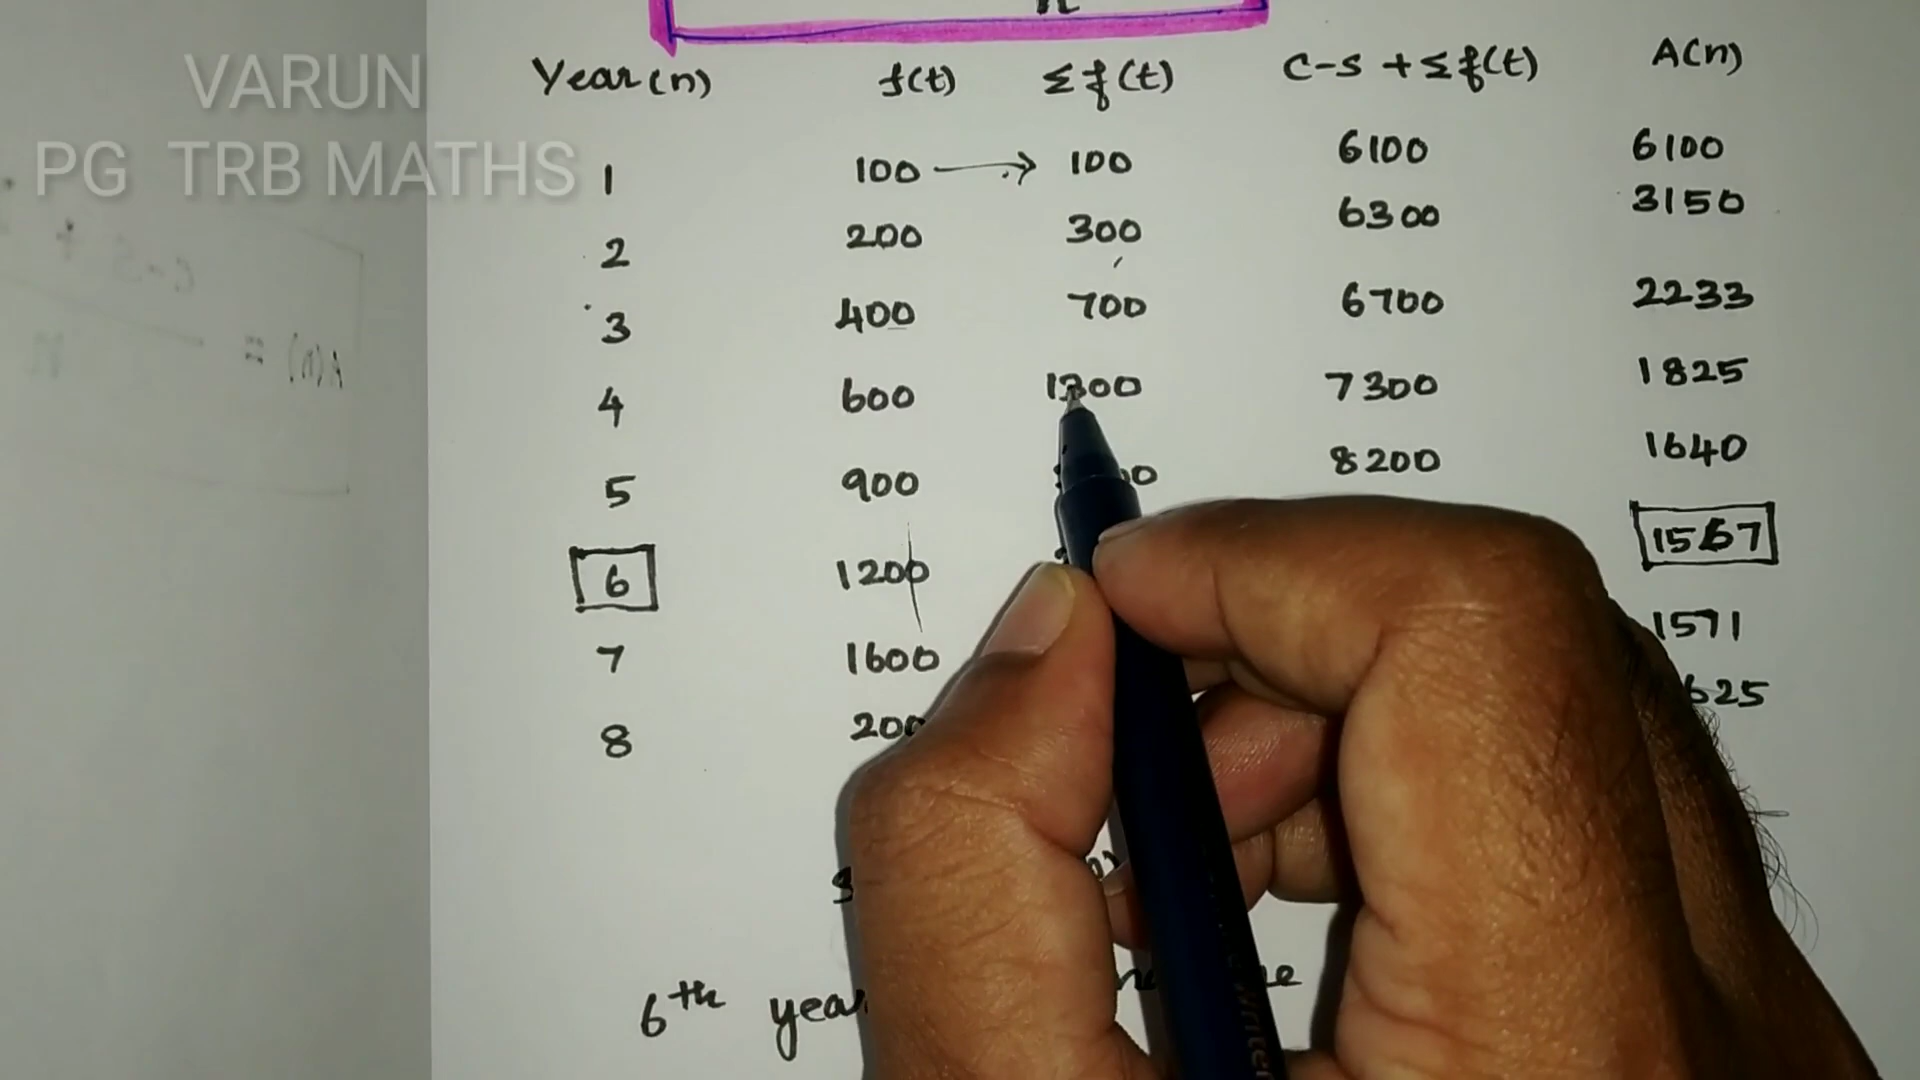 VARUN
PG TRB MATHS
Year(n) f(t) Σf(t) C-S+Σf(t) A(n)
1 100 → 100 6100 6100
2 200 300 6300 3150
3 400 700 6700 2233
4 600 1300 7300 1825
5 900 8200 1640
6 1200 1567
7 1600 1571
8
6th year